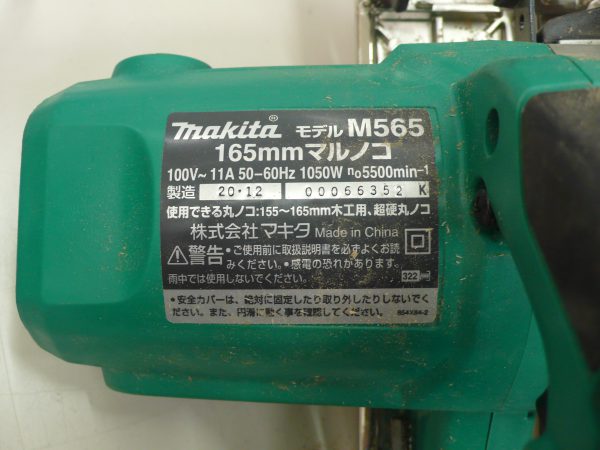 makita® モデル M565
165mmマルノコ
100V~ 11A 50-60Hz 1050W n₀5500min⁻¹
製造 20・12 00066352 K
使用できる丸ノコ:155～165mm木工用、超硬丸ノコ
株式会社 マキタ Made in China
⚠警告・ご使用前に取扱説明書を必ずよくお読
みください。・感電の恐れがあります。
雨中では使用しないでください。 322
・安全カバーは、絶対に固定したり取り外したりしないでく
ださい。また、円滑に動く事を確認してください。 854X84-2